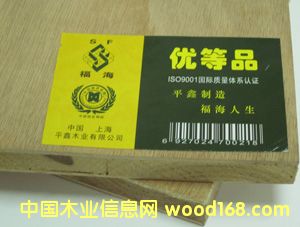 S F
福 海
中国 上海
平鑫木业有限公司
优等品
ISO9001国际质量体系认证
平鑫制造
福海人生
6 927024 700218
中国木业信息网 wood168.com